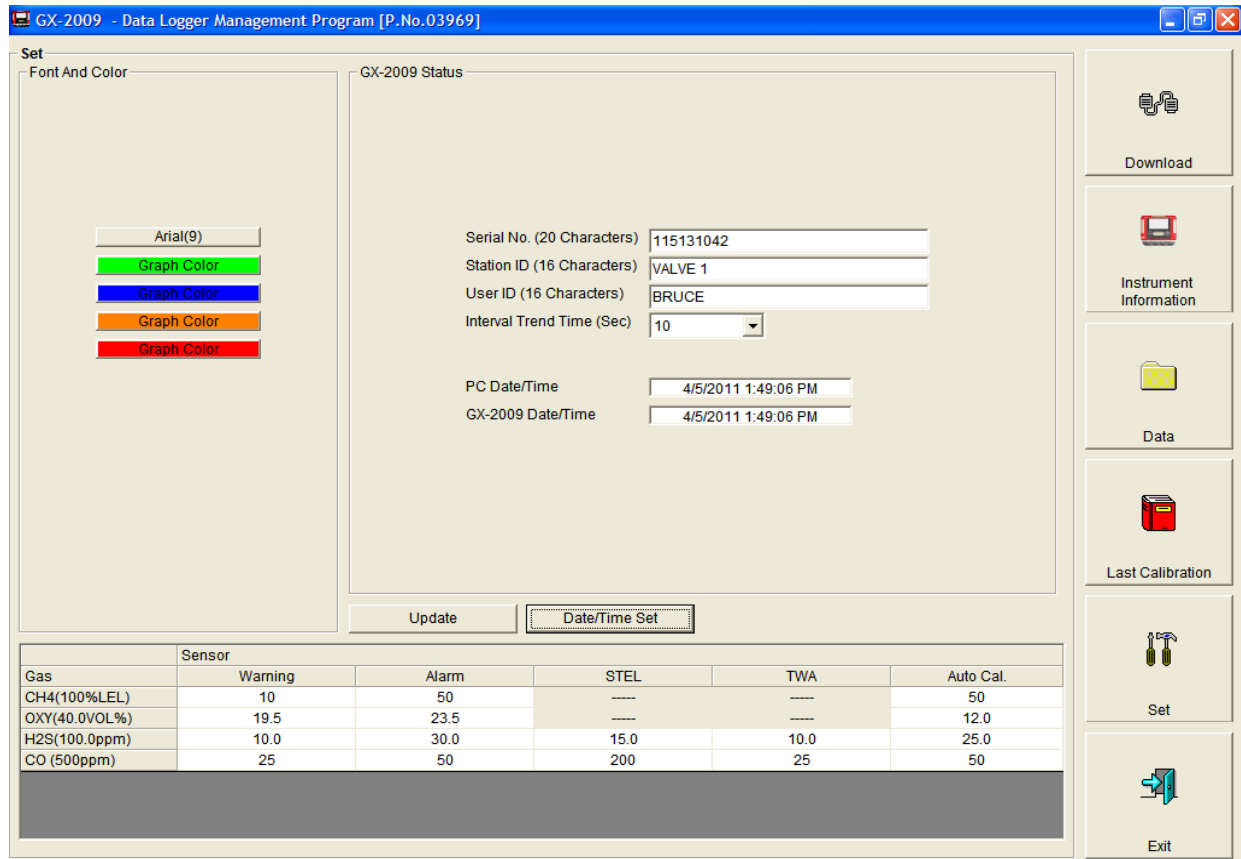 GX-2009 - Data Logger Management Program [P.No.03969]
Set
Font And Color
GX-2009 Status
Arial(9)
Graph Color
Graph Color
Graph Color
Graph Color
Serial No. (20 Characters) 115131042
Station ID (16 Characters) VALVE 1
User ID (16 Characters) BRUCE
Interval Trend Time (Sec) 10
PC Date/Time 4/5/2011 1:49:06 PM
GX-2009 Date/Time 4/5/2011 1:49:06 PM
Update Date/Time Set
Sensor
Gas Warning Alarm STEL TWA Auto Cal.
CH4(100%LEL) 10 50 ----- ----- 50
OXY(40.0VOL%) 19.5 23.5 ----- ----- 12.0
H2S(100.0ppm) 10.0 30.0 15.0 10.0 25.0
CO (500ppm) 25 50 200 25 50
Download
Instrument
Information
Data
Last Calibration
Set
Exit